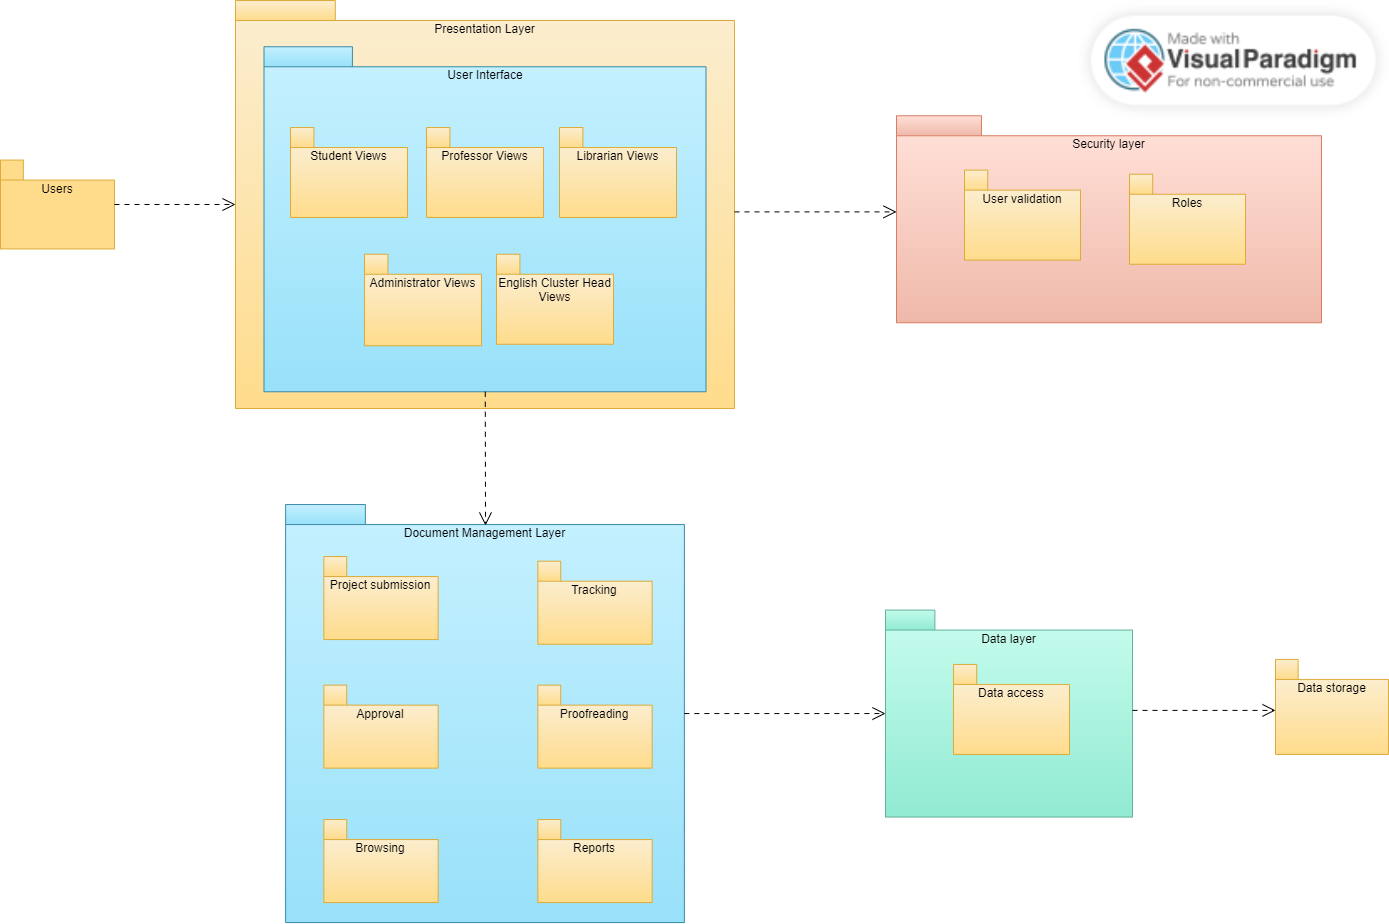 Presentation Layer
User Interface
Student Views
Professor Views
Librarian Views
Administrator Views
English Cluster Head
Views
Users
Made with
Visual Paradigm
For non-commercial use
Security layer
User validation
Roles
Document Management Layer
Project submission
Tracking
Approval
Proofreading
Browsing
Reports
Data layer
Data access
Data storage